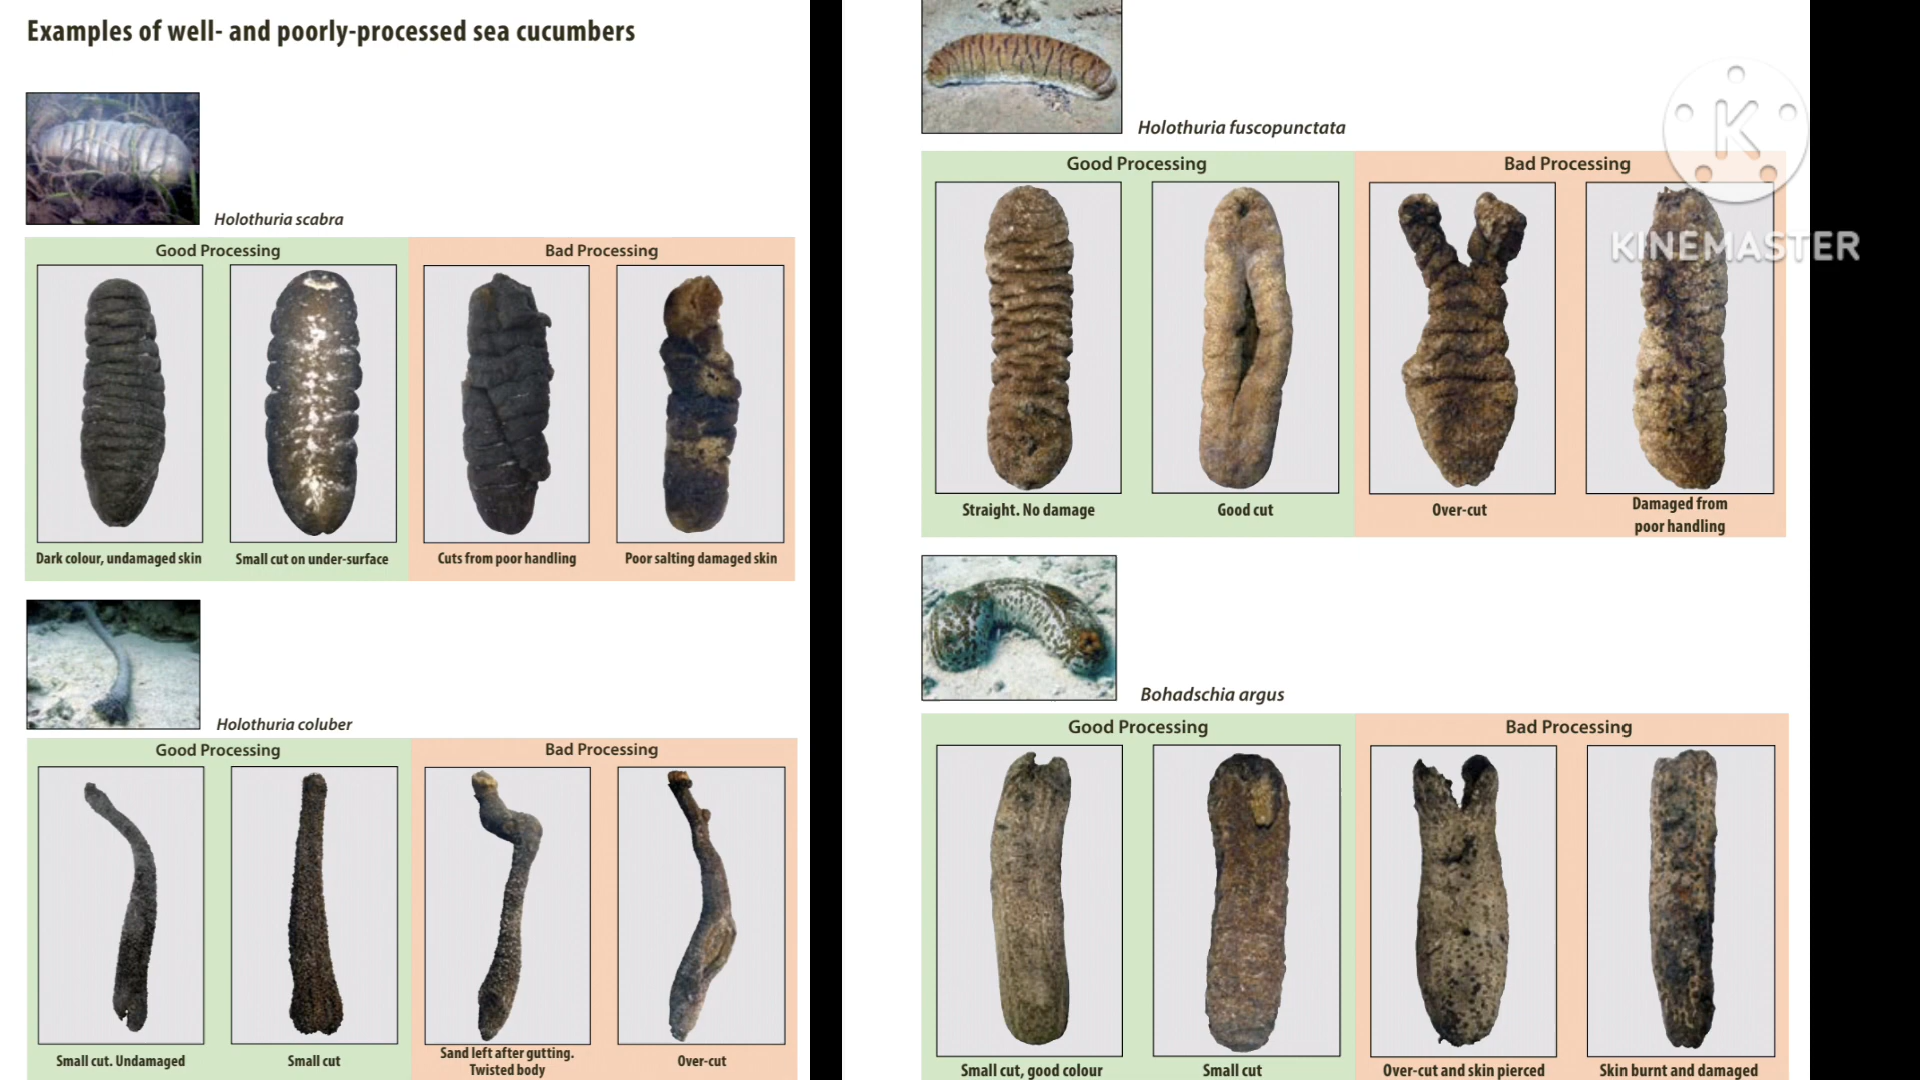 Examples of well- and poorly-processed sea cucumbers
Holothuria scabra
Good Processing
Bad Processing
Dark colour, undamaged skin
Small cut on under-surface
Cuts from poor handling
Poor salting damaged skin
Holothuria coluber
Good Processing
Bad Processing
Small cut. Undamaged
Small cut
Sand left after gutting.
Twisted body
Over-cut
Holothuria fuscopunctata
Good Processing
Bad Processing
Straight. No damage
Good cut
Over-cut
Damaged from
poor handling
Bohadschia argus
Good Processing
Bad Processing
Small cut, good colour
Small cut
Over-cut and skin pierced
Skin burnt and damaged
K
KINEMASTER